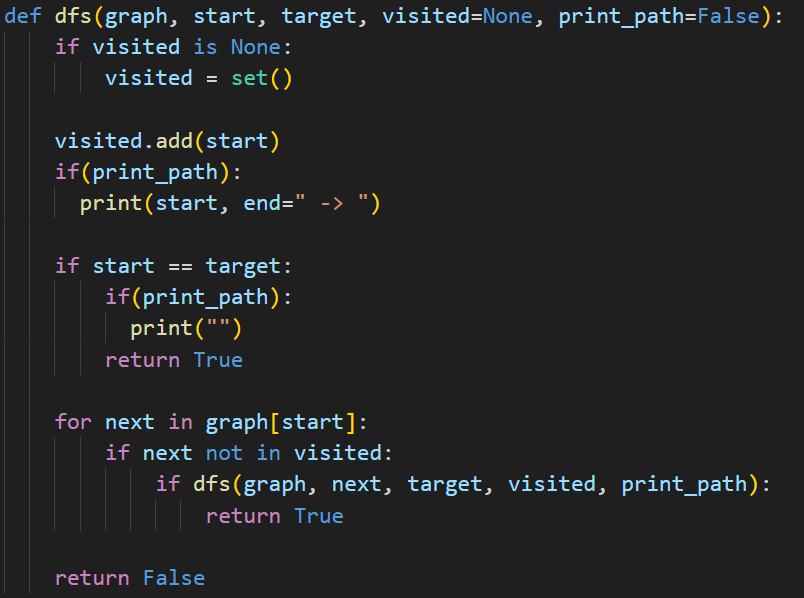 def dfs(graph, start, target, visited=None, print_path=False):
    if visited is None:
        visited = set()

    visited.add(start)
    if(print_path):
      print(start, end=" -> ")

    if start == target:
        if(print_path):
          print("")
        return True

    for next in graph[start]:
        if next not in visited:
            if dfs(graph, next, target, visited, print_path):
                return True

    return False